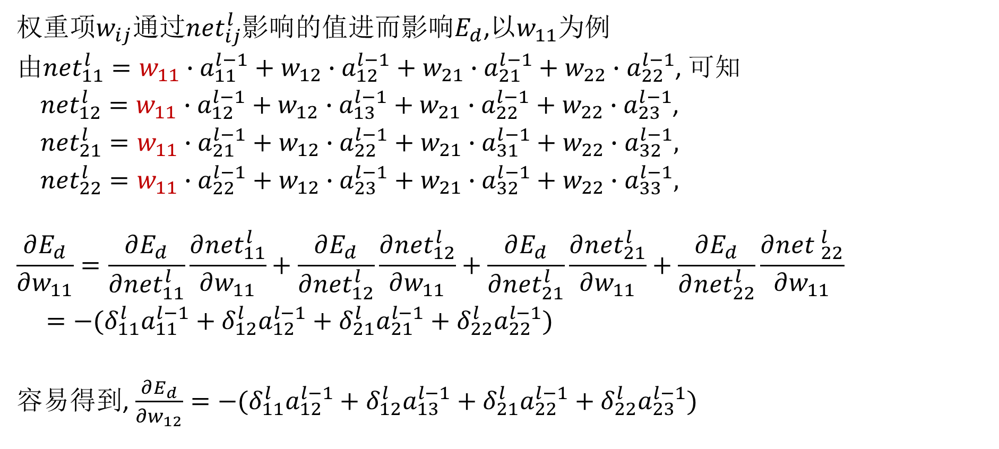 权重项$w_{ij}$通过$net_{ij}^{l}$影响的值进而影响$E_d$,以$w_{11}$为例
由$net_{11}^{l} = w_{11} \cdot a_{11}^{l-1} + w_{12} \cdot a_{12}^{l-1} + w_{21} \cdot a_{21}^{l-1} + w_{22} \cdot a_{22}^{l-1}$, 可知
$net_{12}^{l} = w_{11} \cdot a_{12}^{l-1} + w_{12} \cdot a_{13}^{l-1} + w_{21} \cdot a_{22}^{l-1} + w_{22} \cdot a_{23}^{l-1}$,
$net_{21}^{l} = w_{11} \cdot a_{21}^{l-1} + w_{12} \cdot a_{22}^{l-1} + w_{21} \cdot a_{31}^{l-1} + w_{22} \cdot a_{32}^{l-1}$,
$net_{22}^{l} = w_{11} \cdot a_{22}^{l-1} + w_{12} \cdot a_{23}^{l-1} + w_{21} \cdot a_{32}^{l-1} + w_{22} \cdot a_{33}^{l-1}$,
$\frac{\partial E_d}{\partial w_{11}} = \frac{\partial E_d}{\partial net_{11}^{l}} \frac{\partial net_{11}^{l}}{\partial w_{11}} + \frac{\partial E_d}{\partial net_{12}^{l}} \frac{\partial net_{12}^{l}}{\partial w_{11}} + \frac{\partial E_d}{\partial net_{21}^{l}} \frac{\partial net_{21}^{l}}{\partial w_{11}} + \frac{\partial E_d}{\partial net_{22}^{l}} \frac{\partial net_{22}^{l}}{\partial w_{11}}$
$= -(\delta_{11}^{l} a_{11}^{l-1} + \delta_{12}^{l} a_{12}^{l-1} + \delta_{21}^{l} a_{21}^{l-1} + \delta_{22}^{l} a_{22}^{l-1})$
容易得到, $\frac{\partial E_d}{\partial w_{12}} = -(\delta_{11}^{l} a_{12}^{l-1} + \delta_{12}^{l} a_{13}^{l-1} + \delta_{21}^{l} a_{22}^{l-1} + \delta_{22}^{l} a_{23}^{l-1})$